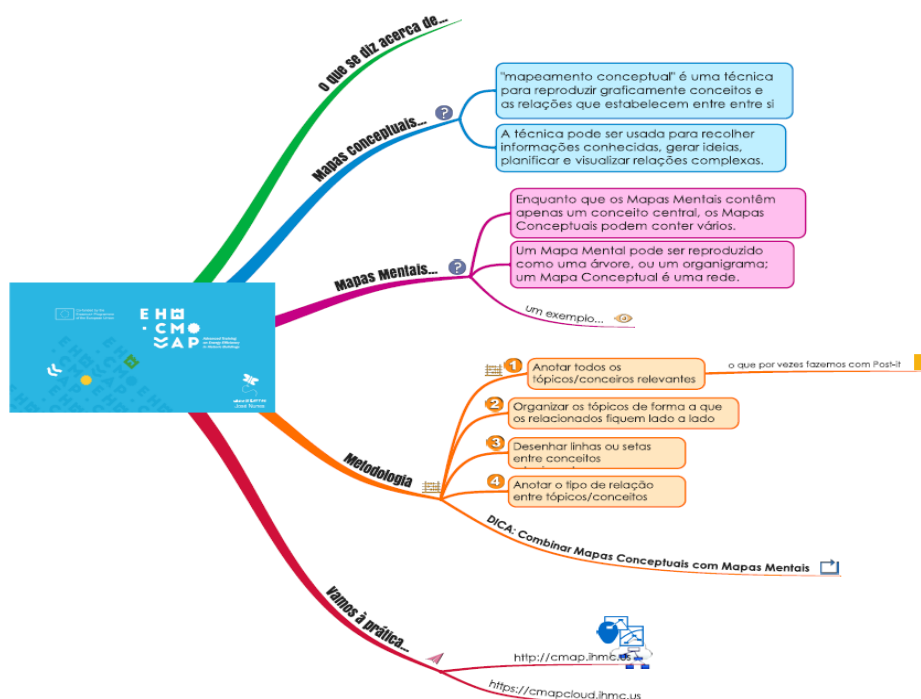 o que se diz acerca de...
Mapas conceptuais...
"mapeamento conceptual" é uma técnica
para reproduzir graficamente conceitos e
as relações que estabelecem entre entre si
A técnica pode ser usada para recolher
informações conhecidas, gerar ideias,
planificar e visualizar relações complexas.
Mapas Mentais...
Enquanto que os Mapas Mentais contêm
apenas um conceito central, os Mapas
Conceptuais podem conter vários.
Um Mapa Mental pode ser reproduzido
como uma árvore, ou um organigrama;
um Mapa Conceptual é uma rede.
um exemplo...
EH
CMO
AP
José Nunes
Metodologia
1
Anotar todos os
tópicos/conceiros relevantes
o que por vezes fazemos com Post-it
2
Organizar os tópicos de forma a que
os relacionados fiquem lado a lado
3
Desenhar linhas ou setas
entre conceitos
4
Anotar o tipo de relação
entre tópicos/conceitos
DICA: Combinar Mapas Conceptuais com Mapas Mentais
vamos à prática...
http://cmap.ihmc.us
https://cmapcloud.ihmc.us